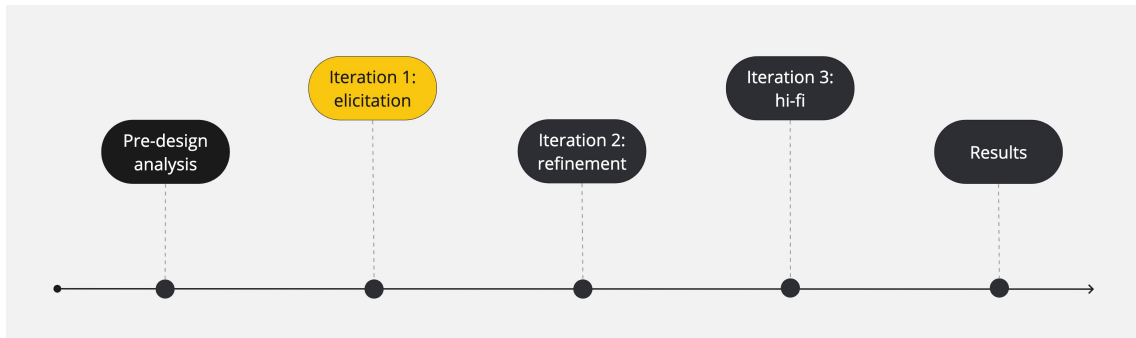 Pre-design
analysis
Iteration 1:
elicitation
Iteration 2:
refinement
Iteration 3:
hi-fi
Results